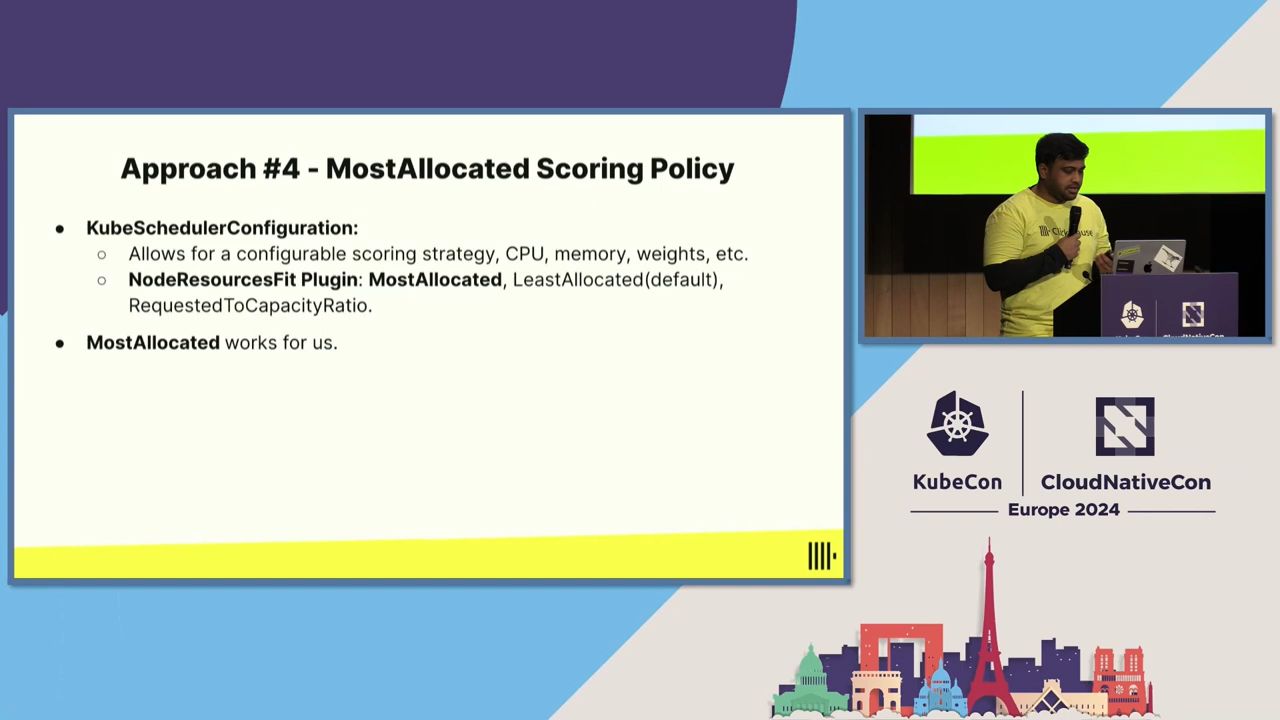 Approach #4 - MostAllocated Scoring Policy
● KubeSchedulerConfiguration:
○ Allows for a configurable scoring strategy, CPU, memory, weights, etc.
○ NodeResourcesFit Plugin: MostAllocated, LeastAllocated(default),
RequestedToCapacityRatio.
● MostAllocated works for us.
KubeCon
CloudNativeCon
Europe 2024